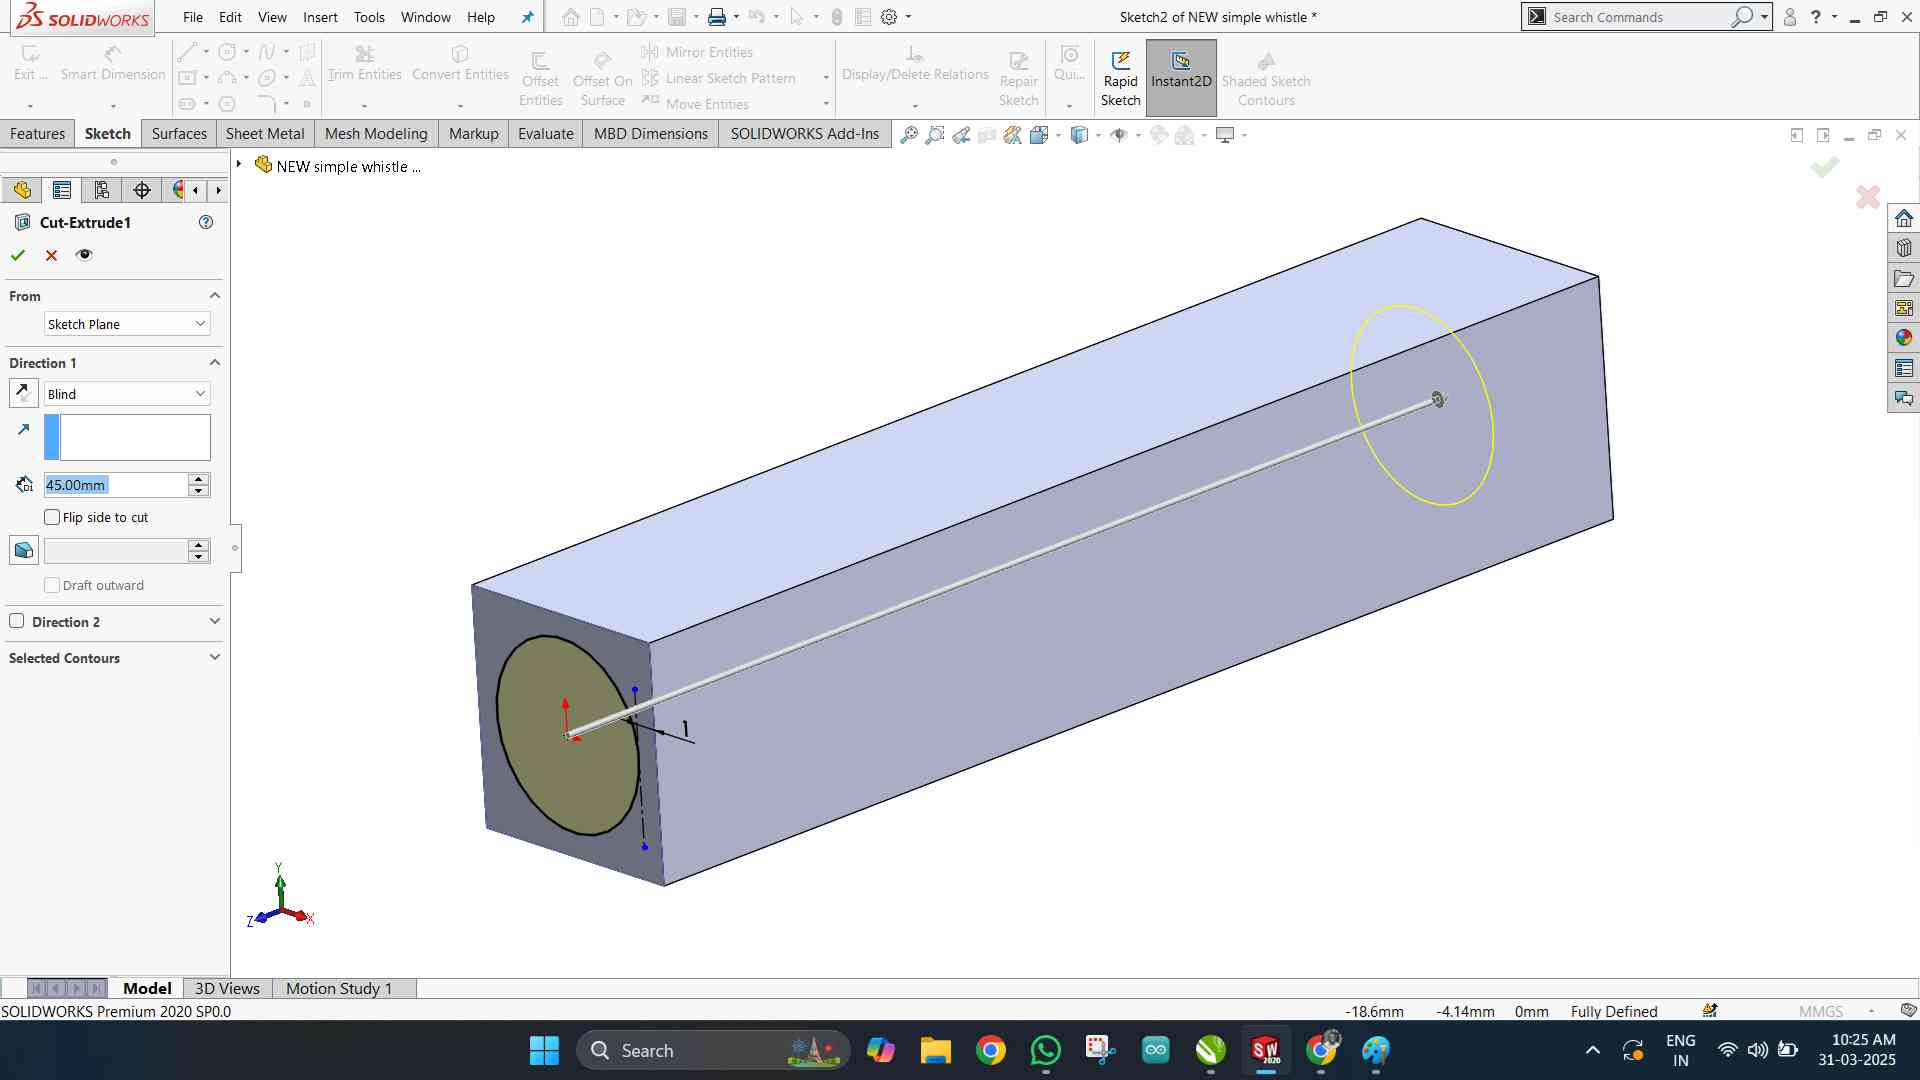 SOLIDWORKS File Edit View Insert Tools Window Help Sketch2 of NEW simple whistle * Search Commands ?
Exit ... Smart Dimension Trim Entities Convert Entities Offset Entities Offset On Surface Mirror Entities Linear Sketch Pattern Move Entities Display/Delete Relations Repair Sketch Qui... Rapid Sketch Instant2D Shaded Sketch Contours
Features Sketch Surfaces Sheet Metal Mesh Modeling Markup Evaluate MBD Dimensions SOLIDWORKS Add-Ins
NEW simple whistle ...
Cut-Extrude1 ?
From
Sketch Plane
Direction 1
Blind
D1 45.00mm
Flip side to cut
Draft outward
Direction 2
Selected Contours
1
Y
Z X
Model 3D Views Motion Study 1
SOLIDWORKS Premium 2020 SP0.0 -18.6mm -4.14mm 0mm Fully Defined MMGS
Search SW 2020 ENG IN 10:25 AM 31-03-2025